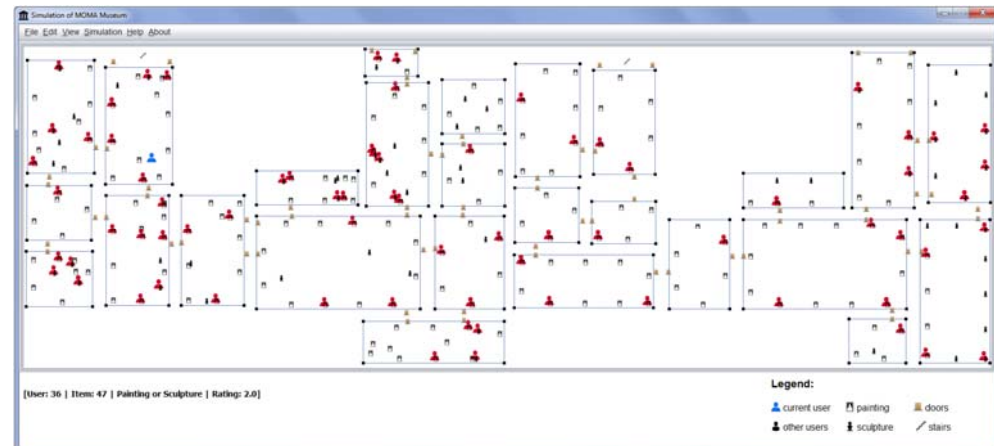 Simulation of MOMA Museum
File Edit View Simulation Help About
[User: 36 | Item: 47 | Painting or Sculpture | Rating: 2.0]
Legend:
current user painting doors
other users sculpture stairs